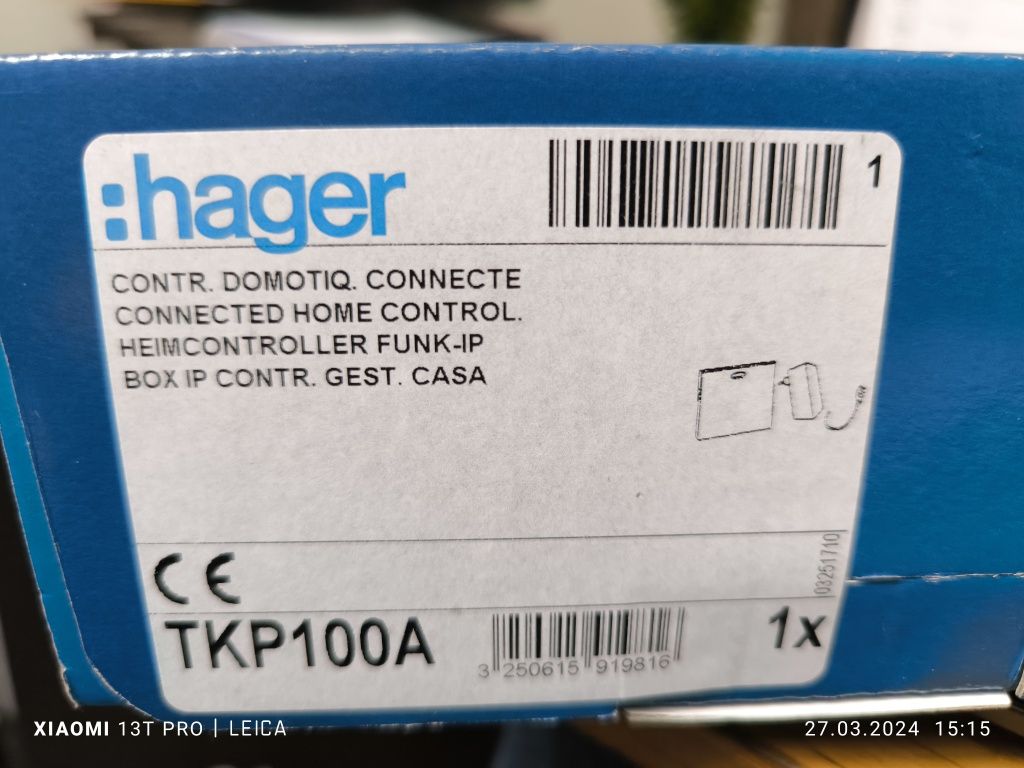 :hager
1
CONTR. DOMOTIQ. CONNECTE
CONNECTED HOME CONTROL.
HEIMCONTROLLER FUNK-IP
BOX IP CONTR. GEST. CASA
03251710
CE
TKP100A
3 250615 919816
1x
XIAOMI 13T PRO | LEICA
27.03.2024 15:15